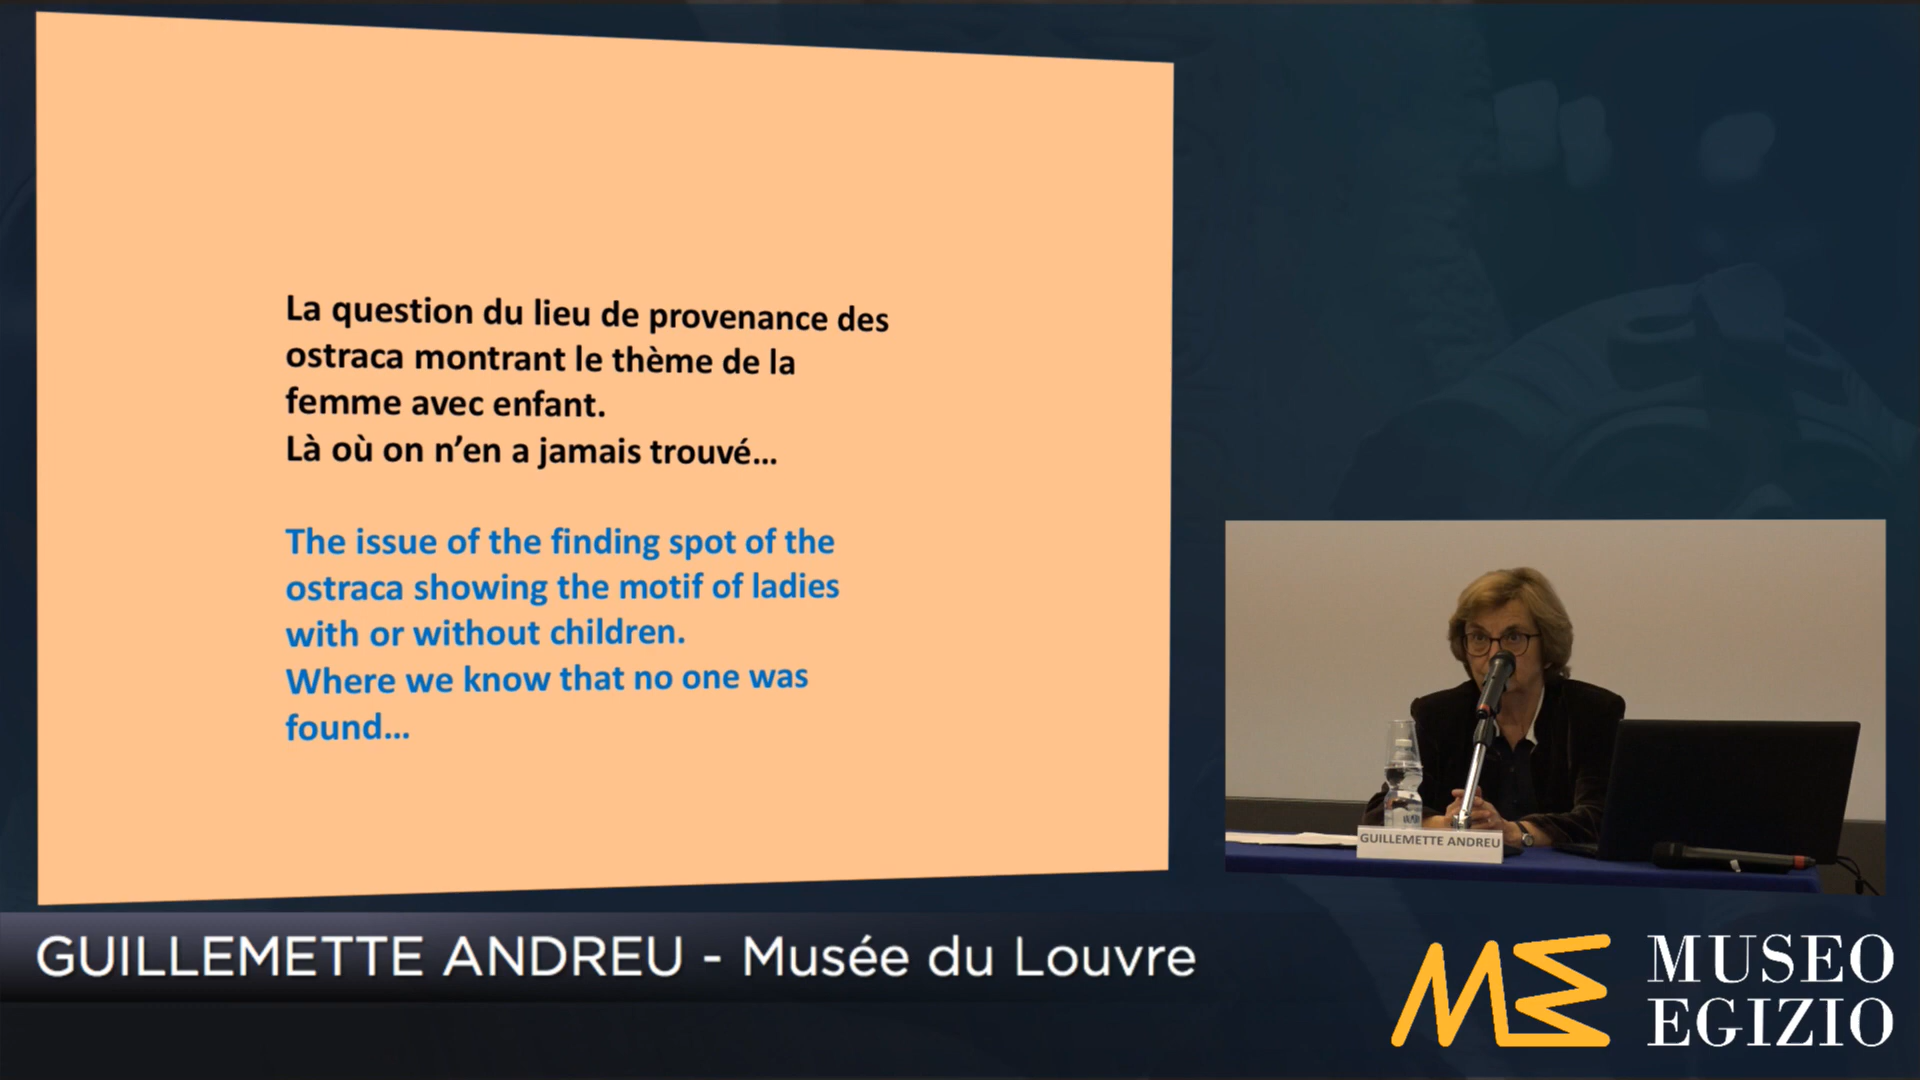 La question du lieu de provenance des
ostraca montrant le thème de la
femme avec enfant.
Là où on n’en a jamais trouvé…
The issue of the finding spot of the
ostraca showing the motif of ladies
with or without children.
Where we know that no one was
found…
GUILLEMETTE ANDREU
GUILLEMETTE ANDREU - Musée du Louvre
ME
MUSEO
EGIZIO